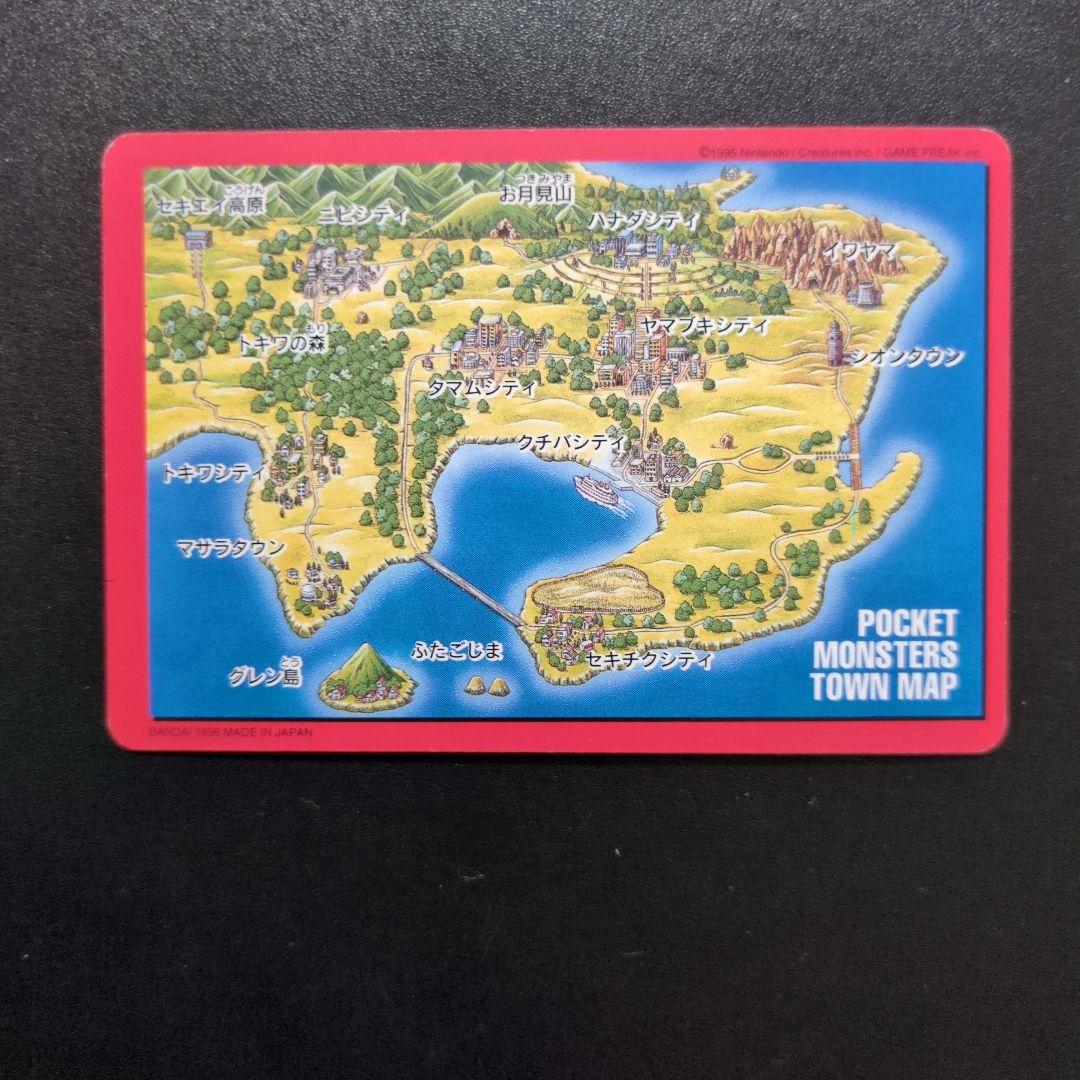 ©1995 Nintendo / Creatures inc. / GAME FREAK inc.
こうげん
セキエイ高原
ニビシティ
つきみやま
お月見山
ハナダシティ
イワヤマ
もり
トキワの森
ヤマブキシティ
シオンタウン
タマムシティ
クチバシティ
トキワシティ
マサラタウン
とう
グレン島
ふたごじま
セキチクシティ
POCKET
MONSTERS
TOWN MAP
BANDAI 1996 MADE IN JAPAN